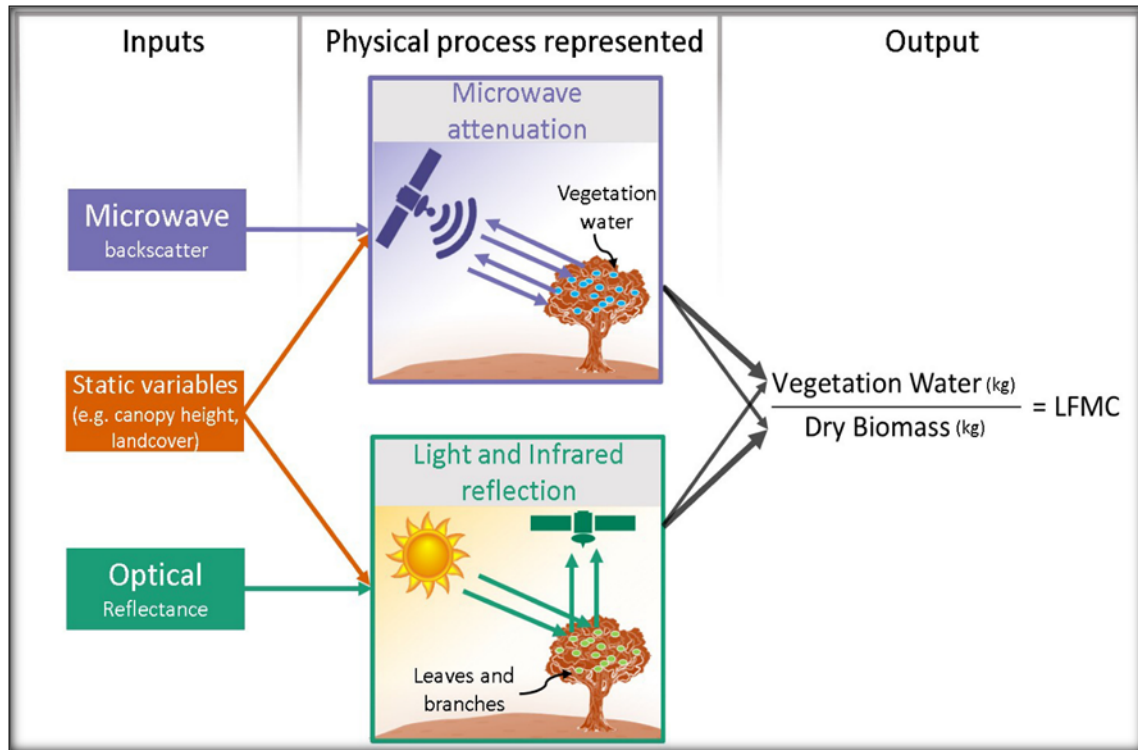 Inputs
Physical process represented
Output
Microwave
attenuation
Vegetation
water
Microwave
backscatter
Static variables
(e.g. canopy height,
landcover)
Vegetation Water (kg)
Dry Biomass (kg)
= LFMC
Light and Infrared
reflection
Optical
Reflectance
Leaves and
branches